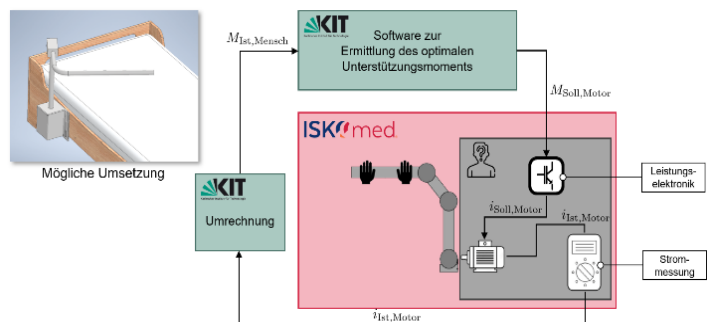 KIT
Software zur
Ermittlung des optimalen
Unterstützungsmoments
M_Ist,Mensch
M_Soll,Motor
ISKO med.
Mögliche Umsetzung
KIT
Umrechnung
Leistungs-
elektronik
i_Soll,Motor
i_Ist,Motor
Strom-
messung
i_Ist,Motor